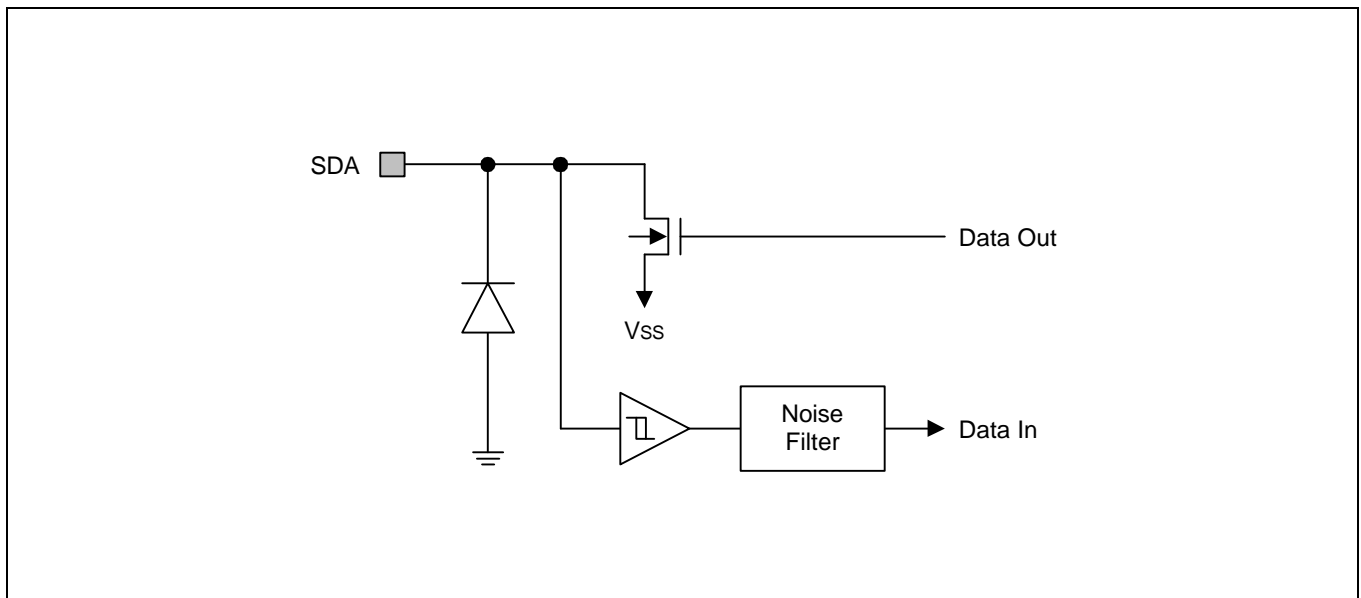 SDA
Data Out
VSS
Noise
Filter
Data In